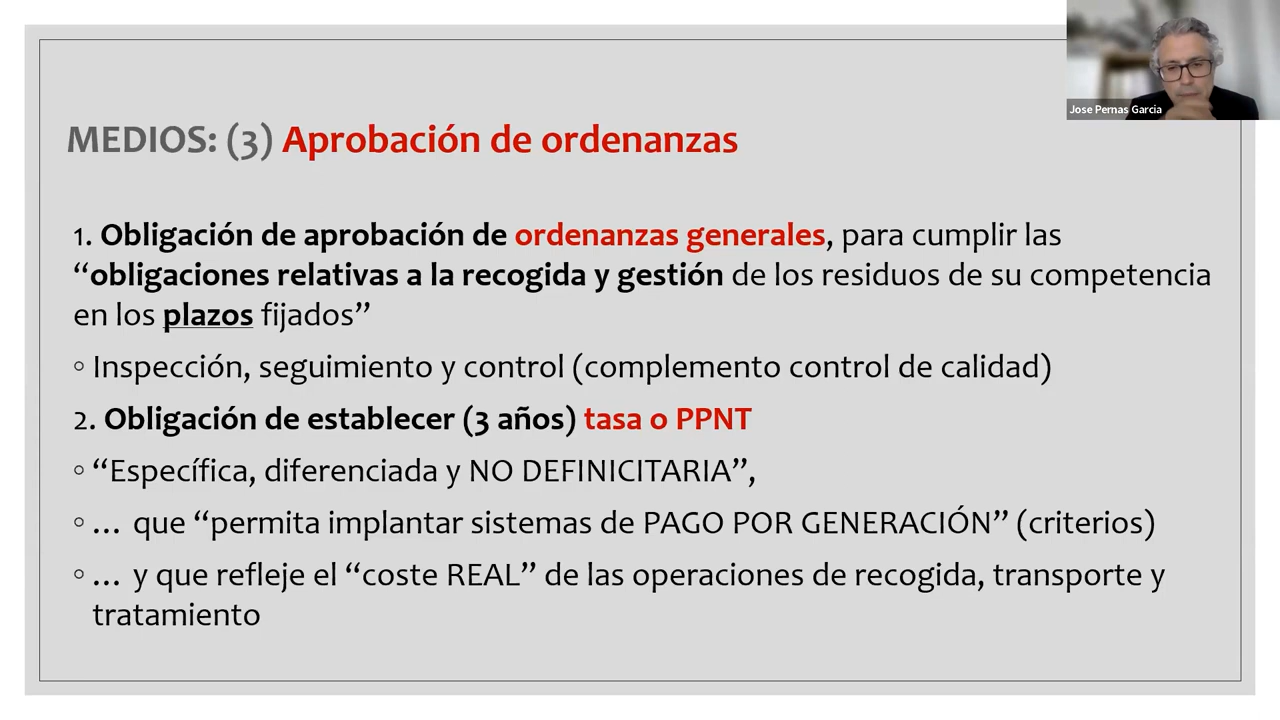 Jose Pernas Garcia
MEDIOS: (3) Aprobación de ordenanzas
1. Obligación de aprobación de ordenanzas generales, para cumplir las
“obligaciones relativas a la recogida y gestión de los residuos de su competencia
en los plazos fijados”
◦ Inspección, seguimiento y control (complemento control de calidad)
2. Obligación de establecer (3 años) tasa o PPNT
◦ “Específica, diferenciada y NO DEFINICITARIA”,
◦ … que “permita implantar sistemas de PAGO POR GENERACIÓN” (criterios)
◦ … y que refleje el “coste REAL” de las operaciones de recogida, transporte y
tratamiento